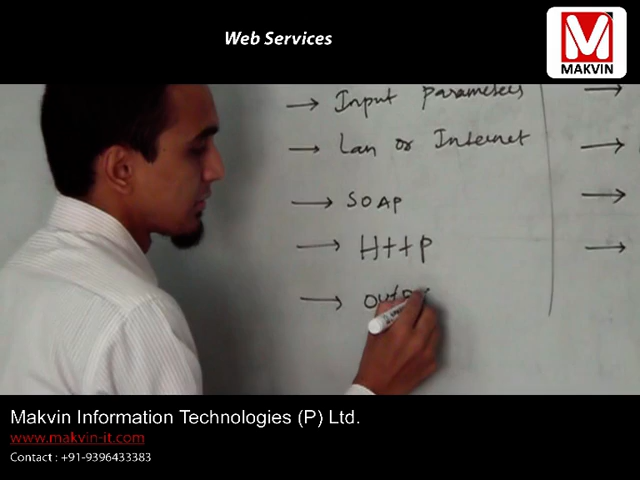 Web Services
MAKVIN
→ Input Parameters
→ Lan or Internet
→ SOAP
→ HttP
→
Makvin Information Technologies (P) Ltd.
www.makvin-it.com
Contact : +91-9396433383